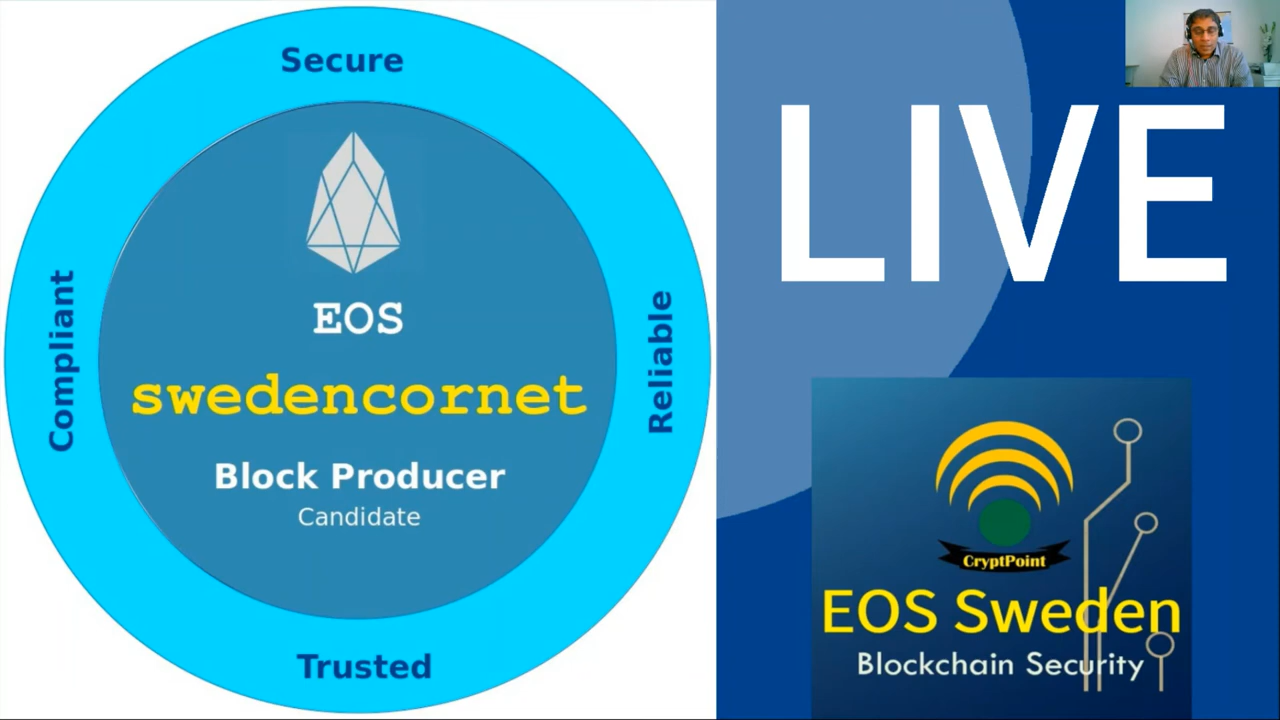 Secure
Compliant
Reliable
EOS
swedencornet
Block Producer
Candidate
Trusted
LIVE
CryptPoint
EOS Sweden
Blockchain Security